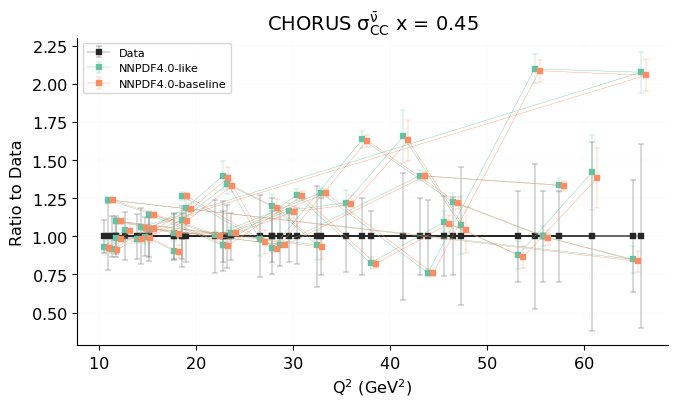 CHORUS σ^ν̄_CC x = 0.45
Data
NNPDF4.0-like
NNPDF4.0-baseline
Ratio to Data
2.25
2.00
1.75
1.50
1.25
1.00
0.75
0.50
10 20 30 40 50 60
Q² (GeV²)